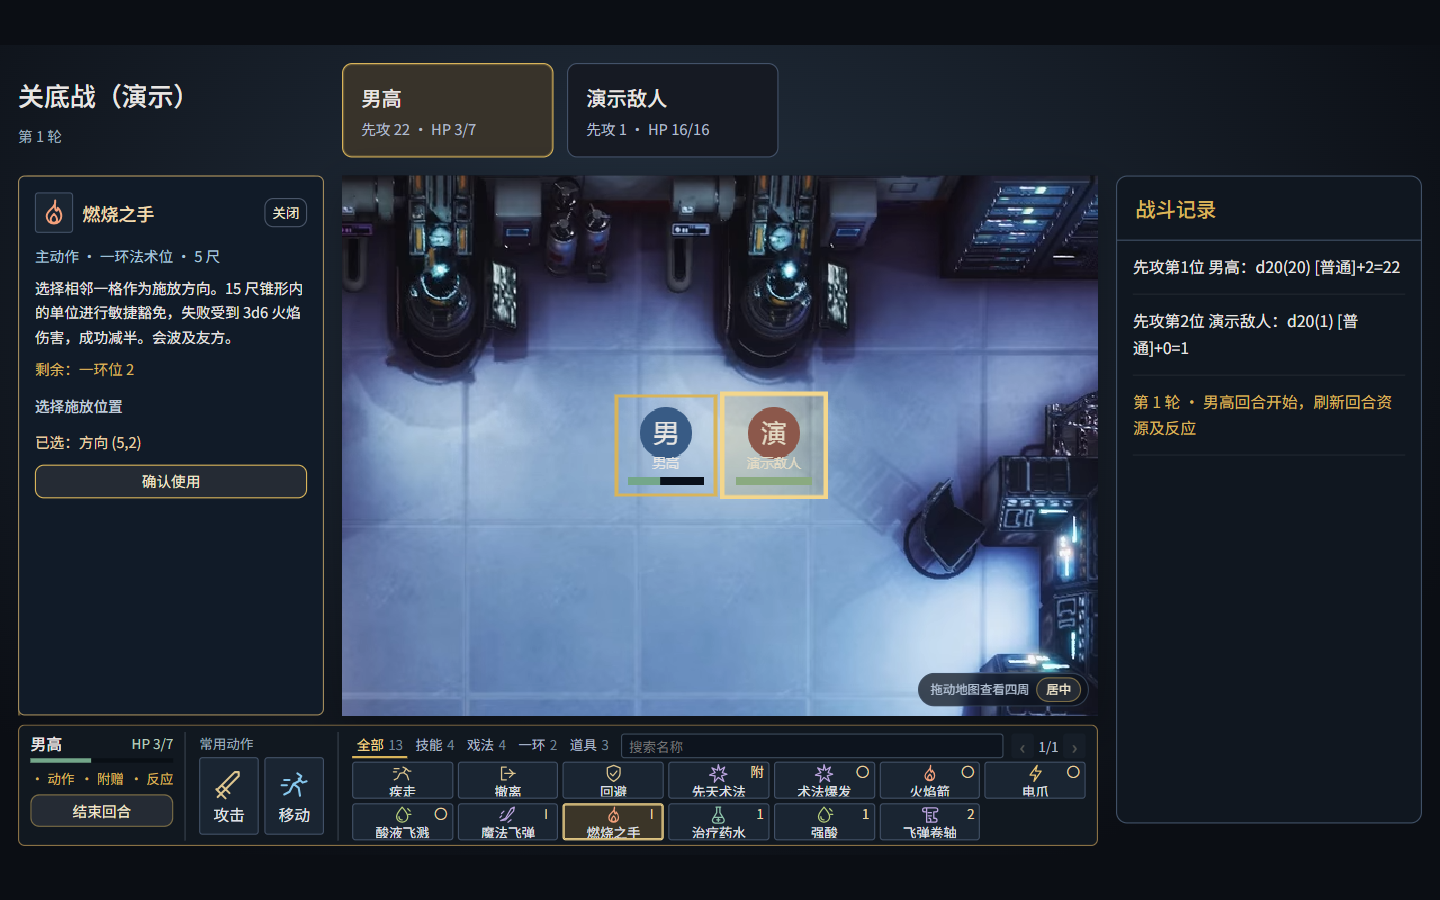 关底战（演示）
第 1 轮
男高
先攻 22 · HP 3/7
演示敌人
先攻 1 · HP 16/16
燃烧之手
关闭
主动作 · 一环法术位 · 5 尺
选择相邻一格作为施放方向。15 尺锥形内
的单位进行敏捷豁免，失败受到 3d6 火焰
伤害，成功减半。会波及友方。
剩余：一环位 2
选择施放位置
已选：方向 (5,2)
确认使用
男
男高
演
演示敌人
拖动地图查看四周
居中
战斗记录
先攻第1位 男高：d20(20) [普通]+2=22
先攻第2位 演示敌人：d20(1) [普
通]+0=1
第 1 轮 · 男高回合开始，刷新回合资
源及反应
男高
HP 3/7
· 动作 · 附赠 · 反应
结束回合
常用动作
攻击
移动
全部 13 技能 4 戏法 4 一环 2 道具 3
搜索名称
‹ 1/1 ›
疾走
撤离
回避
附
先天术法
〇
术法爆发
〇
火焰箭
〇
电爪
〇
酸液飞溅
I
魔法飞弹
I
燃烧之手
1
治疗药水
1
强酸
2
飞弹卷轴